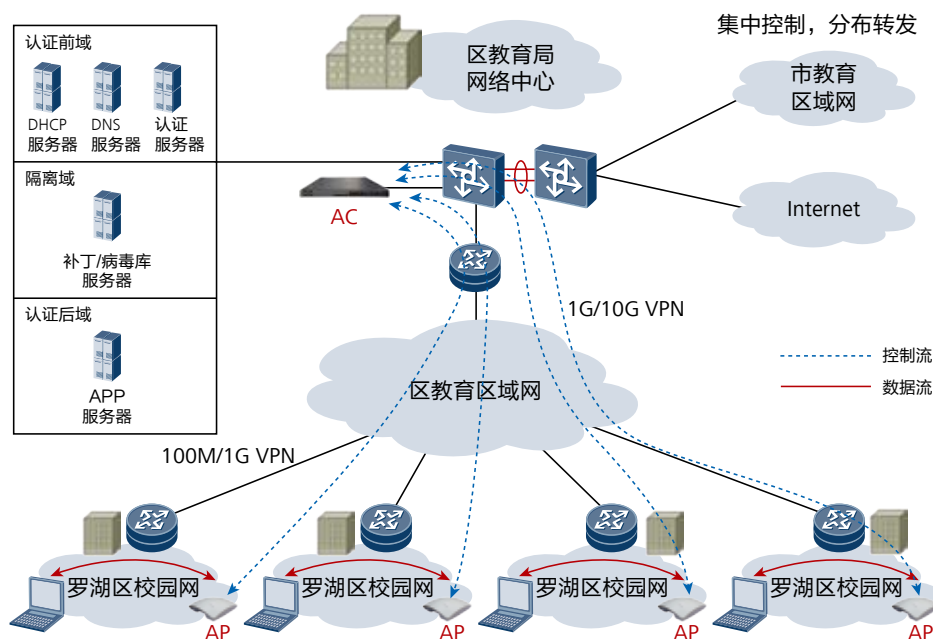 认证前域
DHCP
服务器
DNS
服务器
认证
服务器
隔离域
补丁/病毒库
服务器
认证后域
APP
服务器
区教育局
网络中心
集中控制，分布转发
市教育
区域网
Internet
AC
1G/10G VPN
控制流
数据流
区教育区域网
100M/1G VPN
罗湖区校园网
AP
罗湖区校园网
AP
罗湖区校园网
AP
罗湖区校园网
AP